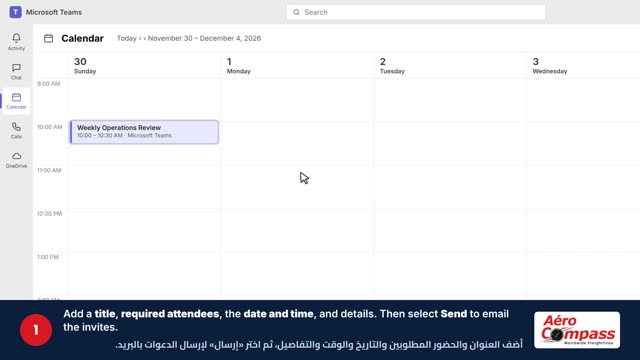 Microsoft Teams
Search
Activity
Chat
Calendar
Calls
OneDrive
Calendar
Today ‹ › November 30 – December 4, 2026
30
Sunday
1
Monday
2
Tuesday
3
Wednesday
9:00 AM
10:00 AM
Weekly Operations Review
10:00 – 10:30 AM · Microsoft Teams
11:00 AM
12:00 PM
1:00 PM
1
Add a title, required attendees, the date and time, and details. Then select Send to email
the invites.
أضف العنوان والحضور المطلوبين والتاريخ والوقت والتفاصيل، ثم اختر «إرسال» لإرسال الدعوات بالبريد.
Aéro
Compass
Worldwide Freightlines